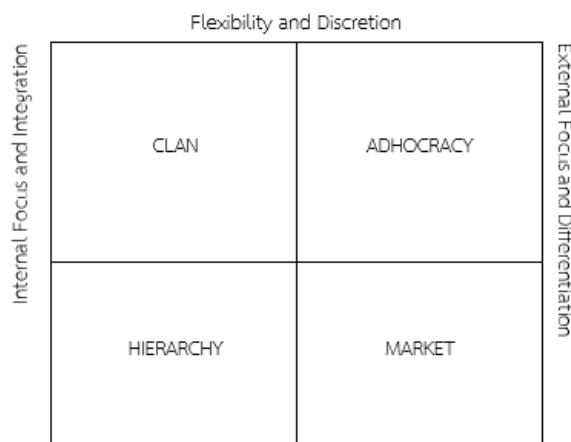 Flexibility and Discretion
Internal Focus and Integration
CLAN
ADHOCRACY
External Focus and Differentiation
HIERARCHY
MARKET